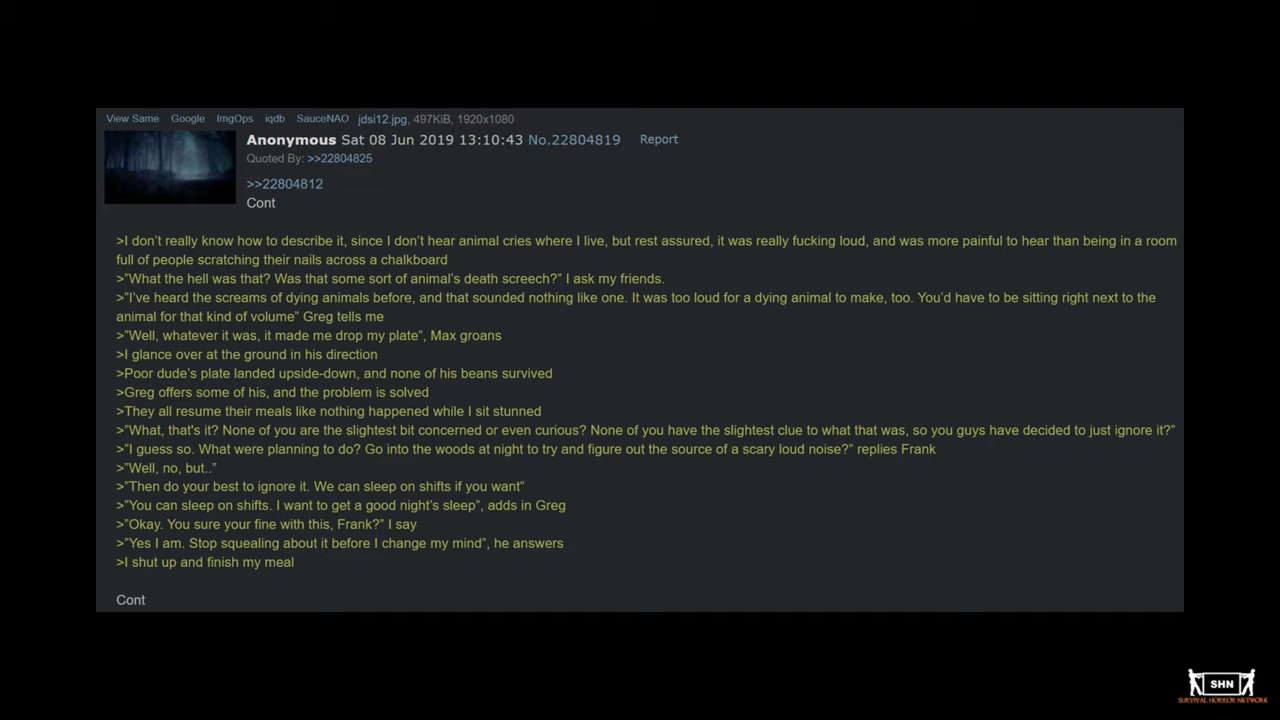 View Same Google ImgOps iqdb SauceNAO jdsi12.jpg, 497KiB, 1920x1080
Anonymous Sat 08 Jun 2019 13:10:43 No.22804819 Report
Quoted By: >>22804825
>>22804812
Cont
>I don’t really know how to describe it, since I don’t hear animal cries where I live, but rest assured, it was really fucking loud, and was more painful to hear than being in a room
full of people scratching their nails across a chalkboard
>”What the hell was that? Was that some sort of animal’s death screech?” I ask my friends.
>”I’ve heard the screams of dying animals before, and that sounded nothing like one. It was too loud for a dying animal to make, too. You’d have to be sitting right next to the
animal for that kind of volume” Greg tells me
>”Well, whatever it was, it made me drop my plate”, Max groans
>I glance over at the ground in his direction
>Poor dude’s plate landed upside-down, and none of his beans survived
>Greg offers some of his, and the problem is solved
>They all resume their meals like nothing happened while I sit stunned
>”What, that's it? None of you are the slightest bit concerned or even curious? None of you have the slightest clue to what that was, so you guys have decided to just ignore it?”
>”I guess so. What were planning to do? Go into the woods at night to try and figure out the source of a scary loud noise?” replies Frank
>”Well, no, but..”
>”Then do your best to ignore it. We can sleep on shifts if you want”
>”You can sleep on shifts. I want to get a good night’s sleep”, adds in Greg
>”Okay. You sure your fine with this, Frank?” I say
>”Yes I am. Stop squealing about it before I change my mind”, he answers
>I shut up and finish my meal
Cont
SHN
SURVIVAL HORROR NETWORK